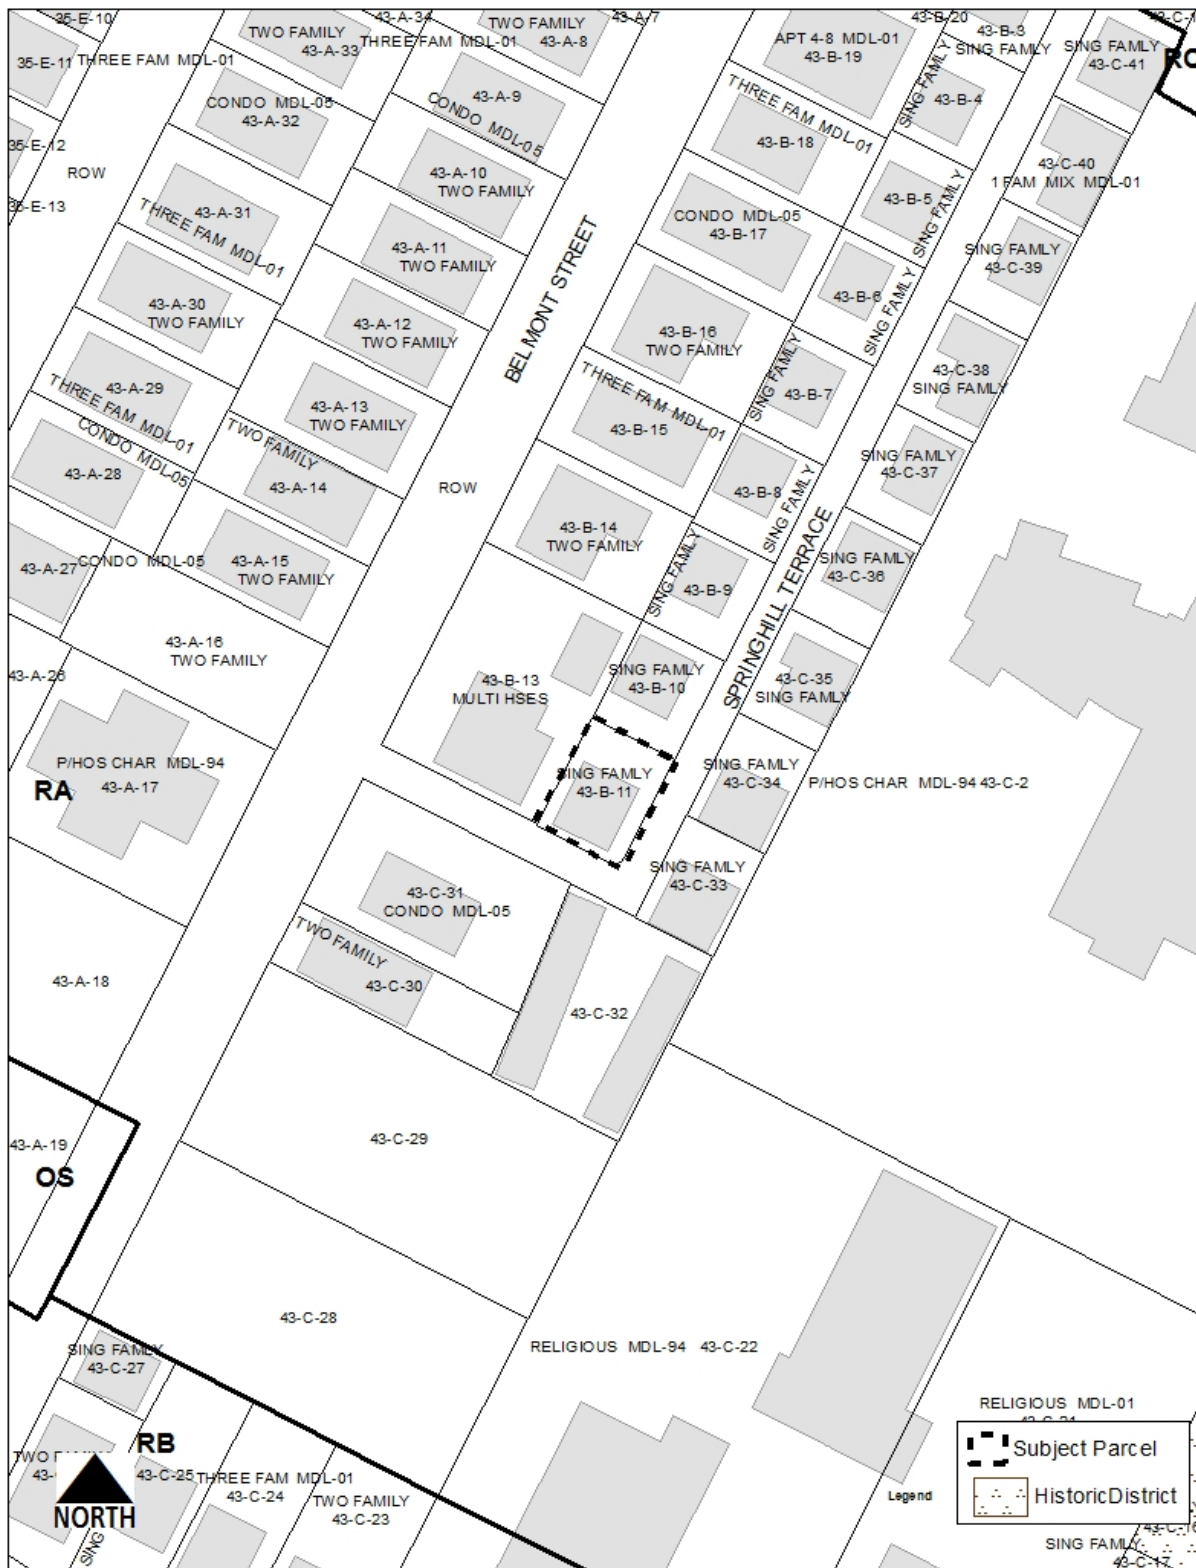 35-E-10
43-A-34
43-A-7
43-B-20
TWO FAMILY
43-A-33
THREE FAM MDL-01
TWO FAMILY
43-A-8
APT 4-8 MDL-01
43-B-19
43-B-3
SING FAMILY
SING FAMLY
43-C-41
35-E-11
THREE FAM MDL-01
CONDO MDL-05
43-A-32
43-A-9
CONDO MDL-05
THREE FAM MDL-01
43-B-18
SING FAMLY
43-B-4
35-E-12
ROW
43-A-10
TWO FAMILY
43-C-40
1 FAM MIX MDL-01
35-E-13
43-A-31
THREE FAM MDL-01
43-A-11
TWO FAMILY
BELMONT STREET
CONDO MDL-05
43-B-17
43-B-5
SING FAMLY
SING FAMLY
43-C-39
43-A-30
TWO FAMILY
43-A-12
TWO FAMILY
43-B-16
TWO FAMILY
43-B-6
SING FAMLY
43-A-29
THREE FAM MDL-01
43-A-13
TWO FAMILY
THREE FAM MDL-01
43-B-15
SING FAMLY
43-B-7
43-C-38
SING FAMLY
CONDO MDL-05
43-A-28
TWO FAMILY
43-A-14
ROW
43-B-8
SING FAMLY
SING FAMLY
43-C-37
43-A-27
CONDO MDL-05
43-A-15
TWO FAMILY
43-B-14
TWO FAMILY
SING FAMLY
43-B-9
SPRINGHILL TERRACE
SING FAMLY
43-C-36
43-A-16
TWO FAMILY
43-A-26
43-B-13
MULTI HSES
SING FAMLY
43-B-10
43-C-35
SING FAMLY
P/HOS CHAR MDL-94
43-A-17
RA
SING FAMLY
43-B-11
SING FAMLY
43-C-34
P/HOS CHAR MDL-94 43-C-2
43-C-31
CONDO MDL-05
SING FAMLY
43-C-33
TWO FAMILY
43-C-30
43-A-18
43-C-32
43-A-19
OS
43-C-29
43-C-28
RELIGIOUS MDL-94 43-C-22
SING FAMLY
43-C-27
RELIGIOUS MDL-01
RB
43-C-25
THREE FAM MDL-01
43-C-24
TWO FAMILY
43-C-23
NORTH
SING
Legend
Subject Parcel
HistoricDistrict
SING FAMLY
43-C-17